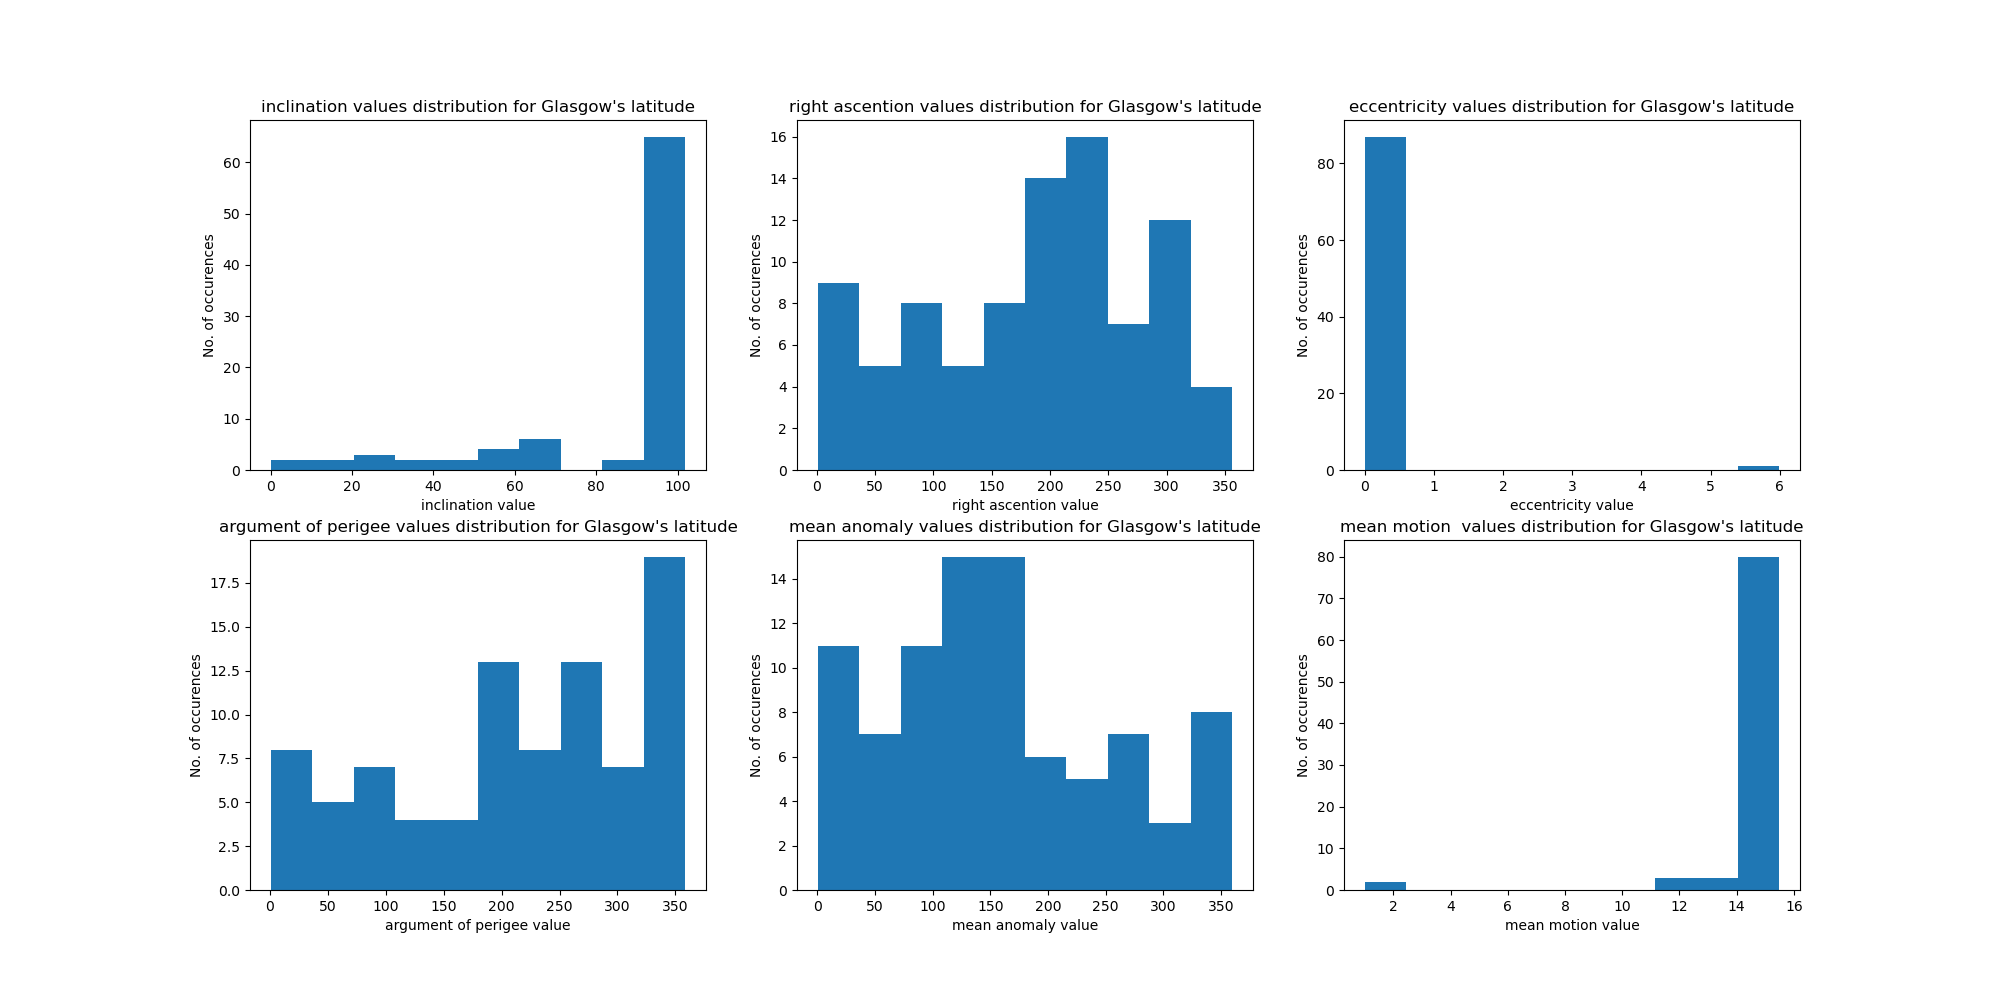 inclination values distribution for Glasgow's latitude
60
50
40
30
20
10
0
No. of occurences
0 20 40 60 80 100
inclination value
right ascention values distribution for Glasgow's latitude
16
14
12
10
8
6
4
2
0
No. of occurences
0 50 100 150 200 250 300 350
right ascention value
eccentricity values distribution for Glasgow's latitude
80
60
40
20
0
No. of occurences
0 1 2 3 4 5 6
eccentricity value
argument of perigee values distribution for Glasgow's latitude
17.5
15.0
12.5
10.0
7.5
5.0
2.5
0.0
No. of occurences
0 50 100 150 200 250 300 350
argument of perigee value
mean anomaly values distribution for Glasgow's latitude
14
12
10
8
6
4
2
0
No. of occurences
0 50 100 150 200 250 300 350
mean anomaly value
mean motion  values distribution for Glasgow's latitude
80
70
60
50
40
30
20
10
0
No. of occurences
2 4 6 8 10 12 14 16
mean motion value